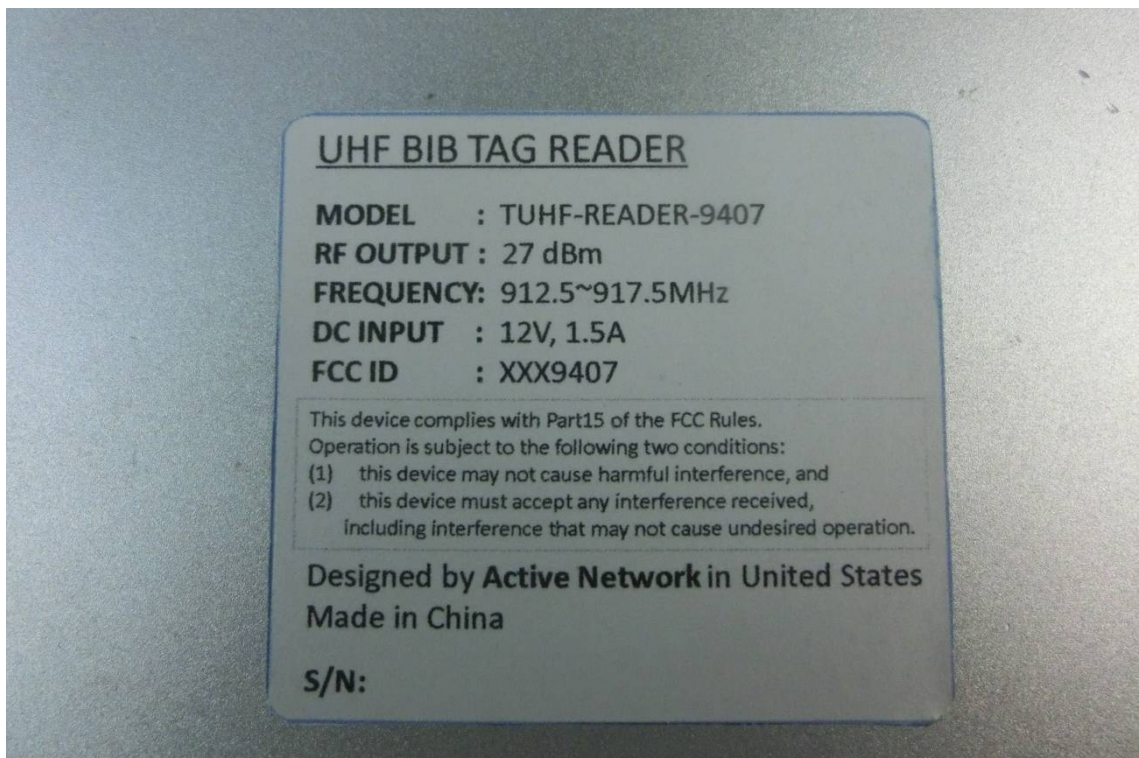 UHF BIB TAG READER
MODEL : TUHF-READER-9407
RF OUTPUT : 27 dBm
FREQUENCY: 912.5~917.5MHz
DC INPUT : 12V, 1.5A
FCC ID : XXX9407
This device complies with Part15 of the FCC Rules.
Operation is subject to the following two conditions:
(1) this device may not cause harmful interference, and
(2) this device must accept any interference received,
including interference that may not cause undesired operation.
Designed by Active Network in United States
Made in China
S/N: